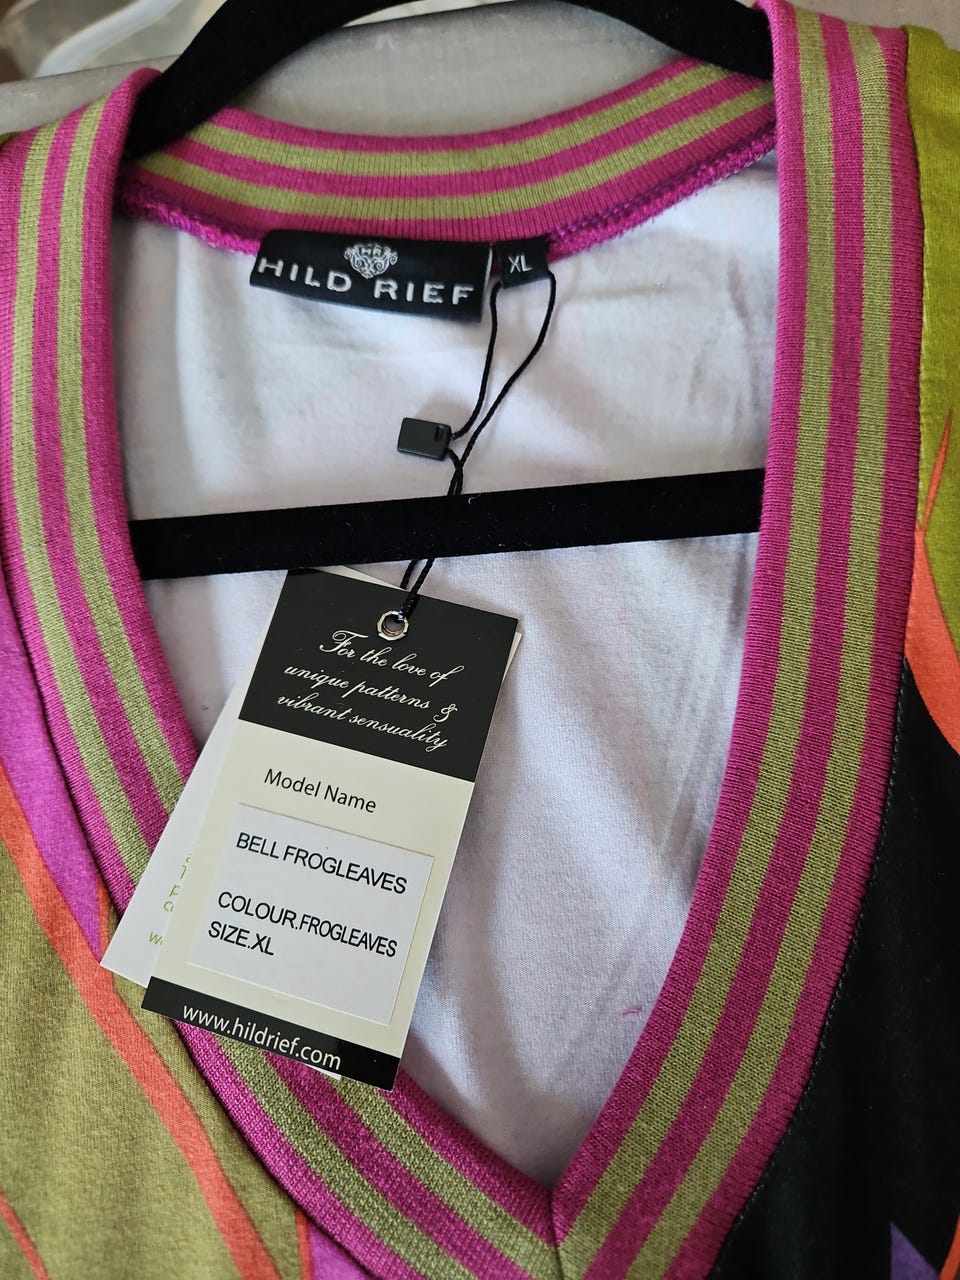 HR
HILD RIEF
XL
For the love of
unique patterns &
vibrant sensuality
Model Name
BELL FROGLEAVES
COLOUR.FROGLEAVES
SIZE.XL
www.hildrief.com